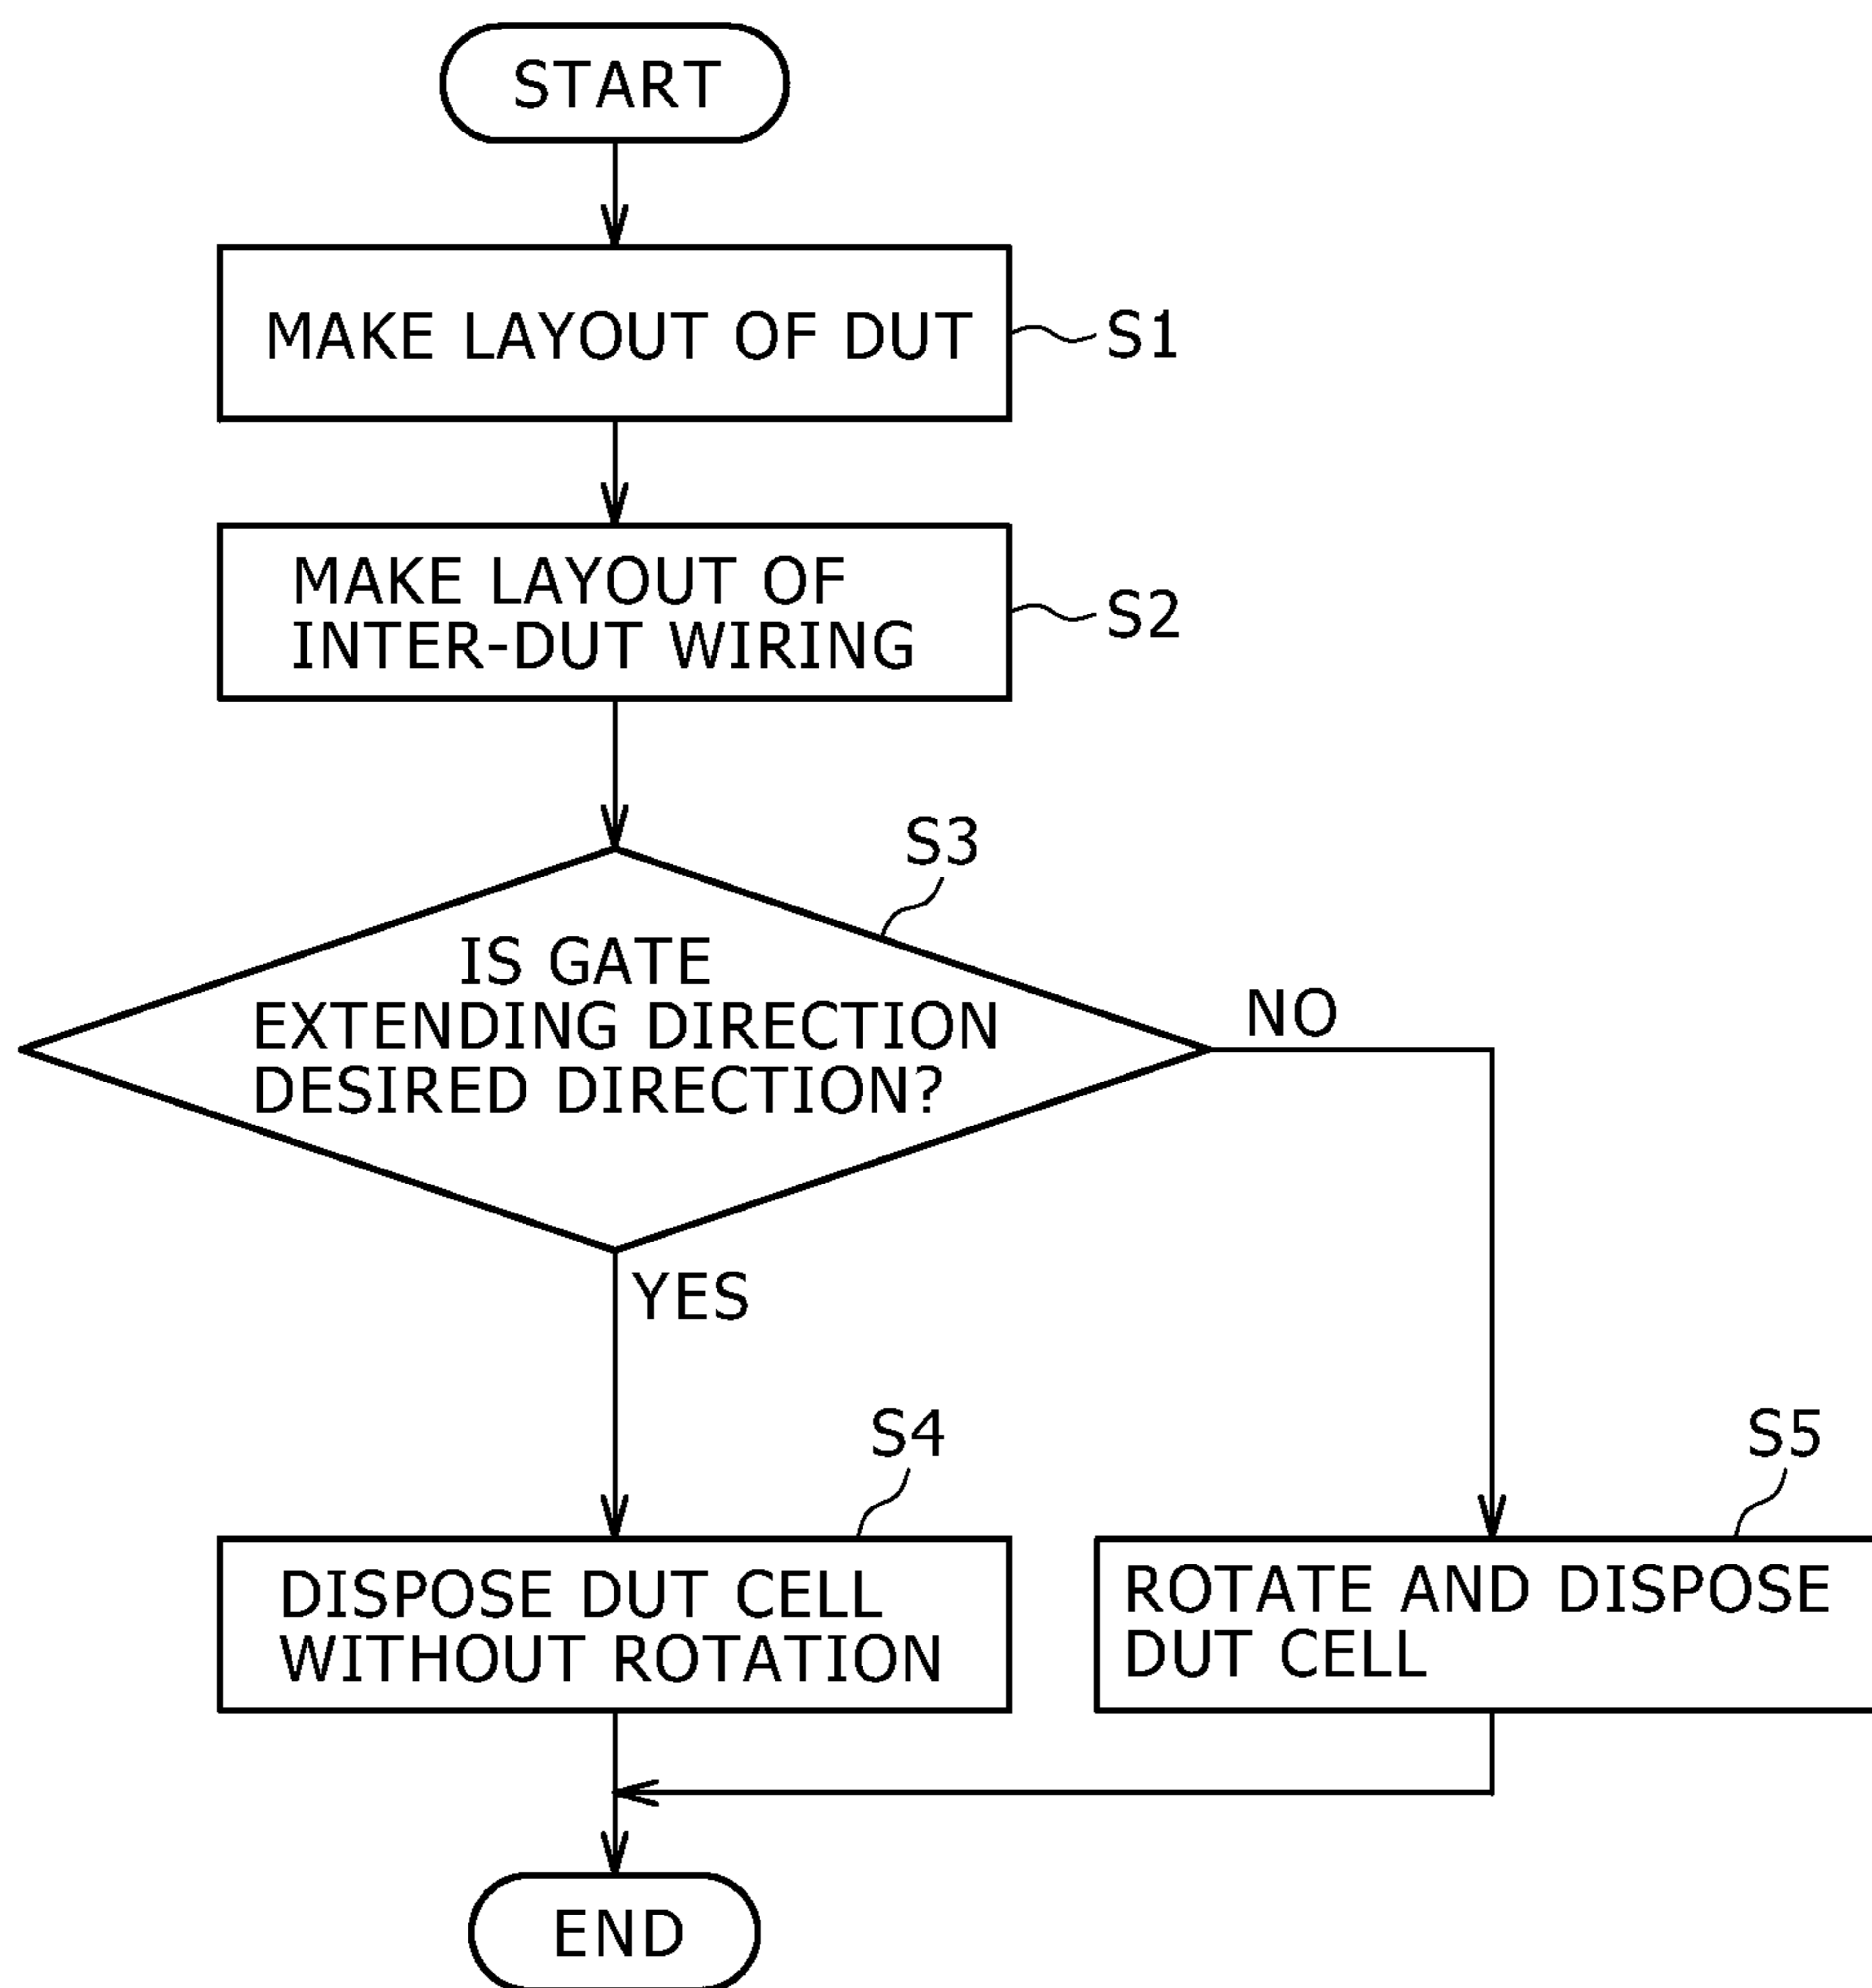 START
MAKE LAYOUT OF DUT
S1
MAKE LAYOUT OF
INTER-DUT WIRING
S2
S3
IS GATE
EXTENDING DIRECTION
DESIRED DIRECTION?
NO
YES
S4
S5
DISPOSE DUT CELL
WITHOUT ROTATION
ROTATE AND DISPOSE
DUT CELL
END